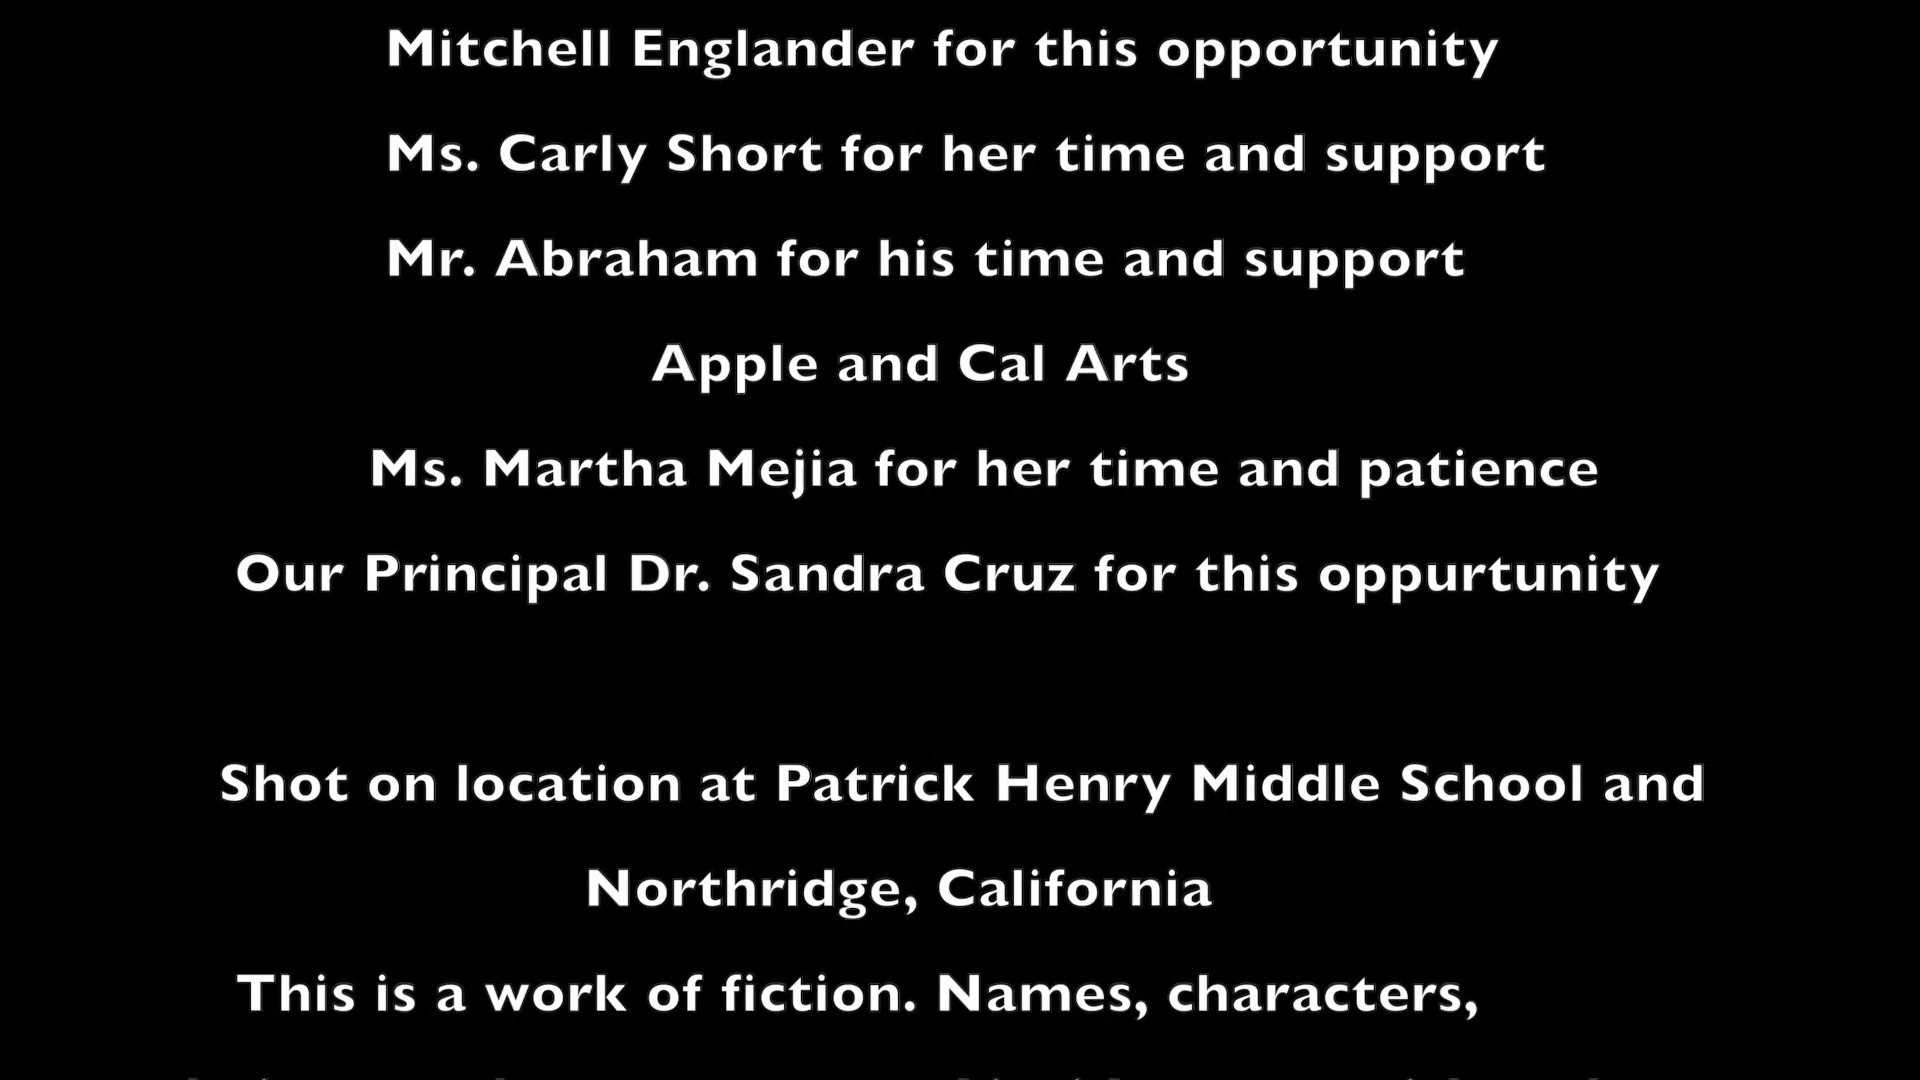 Mitchell Englander for this opportunity
Ms. Carly Short for her time and support
Mr. Abraham for his time and support
Apple and Cal Arts
Ms. Martha Mejia for her time and patience
Our Principal Dr. Sandra Cruz for this oppurtunity
Shot on location at Patrick Henry Middle School and
Northridge, California
This is a work of fiction. Names, characters,